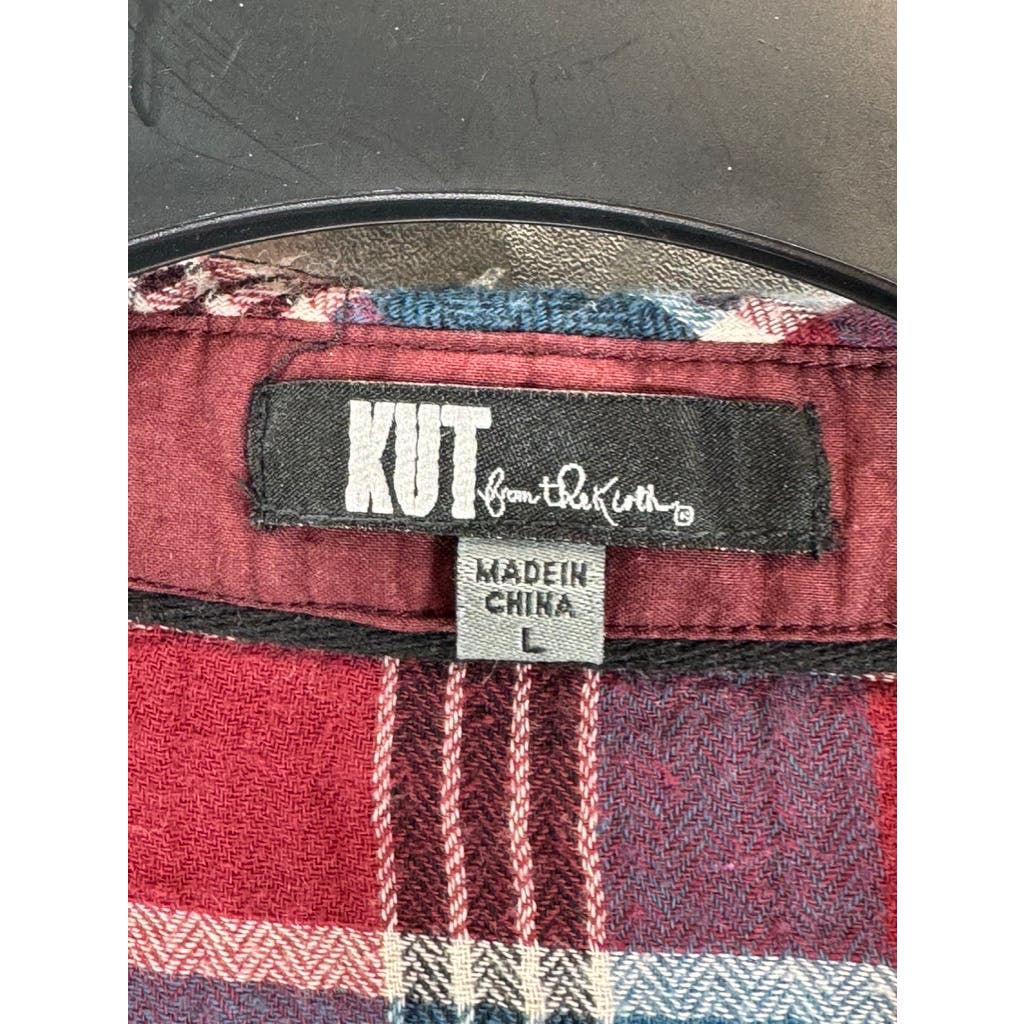 KUT from the Kloth
MADE IN
CHINA
L